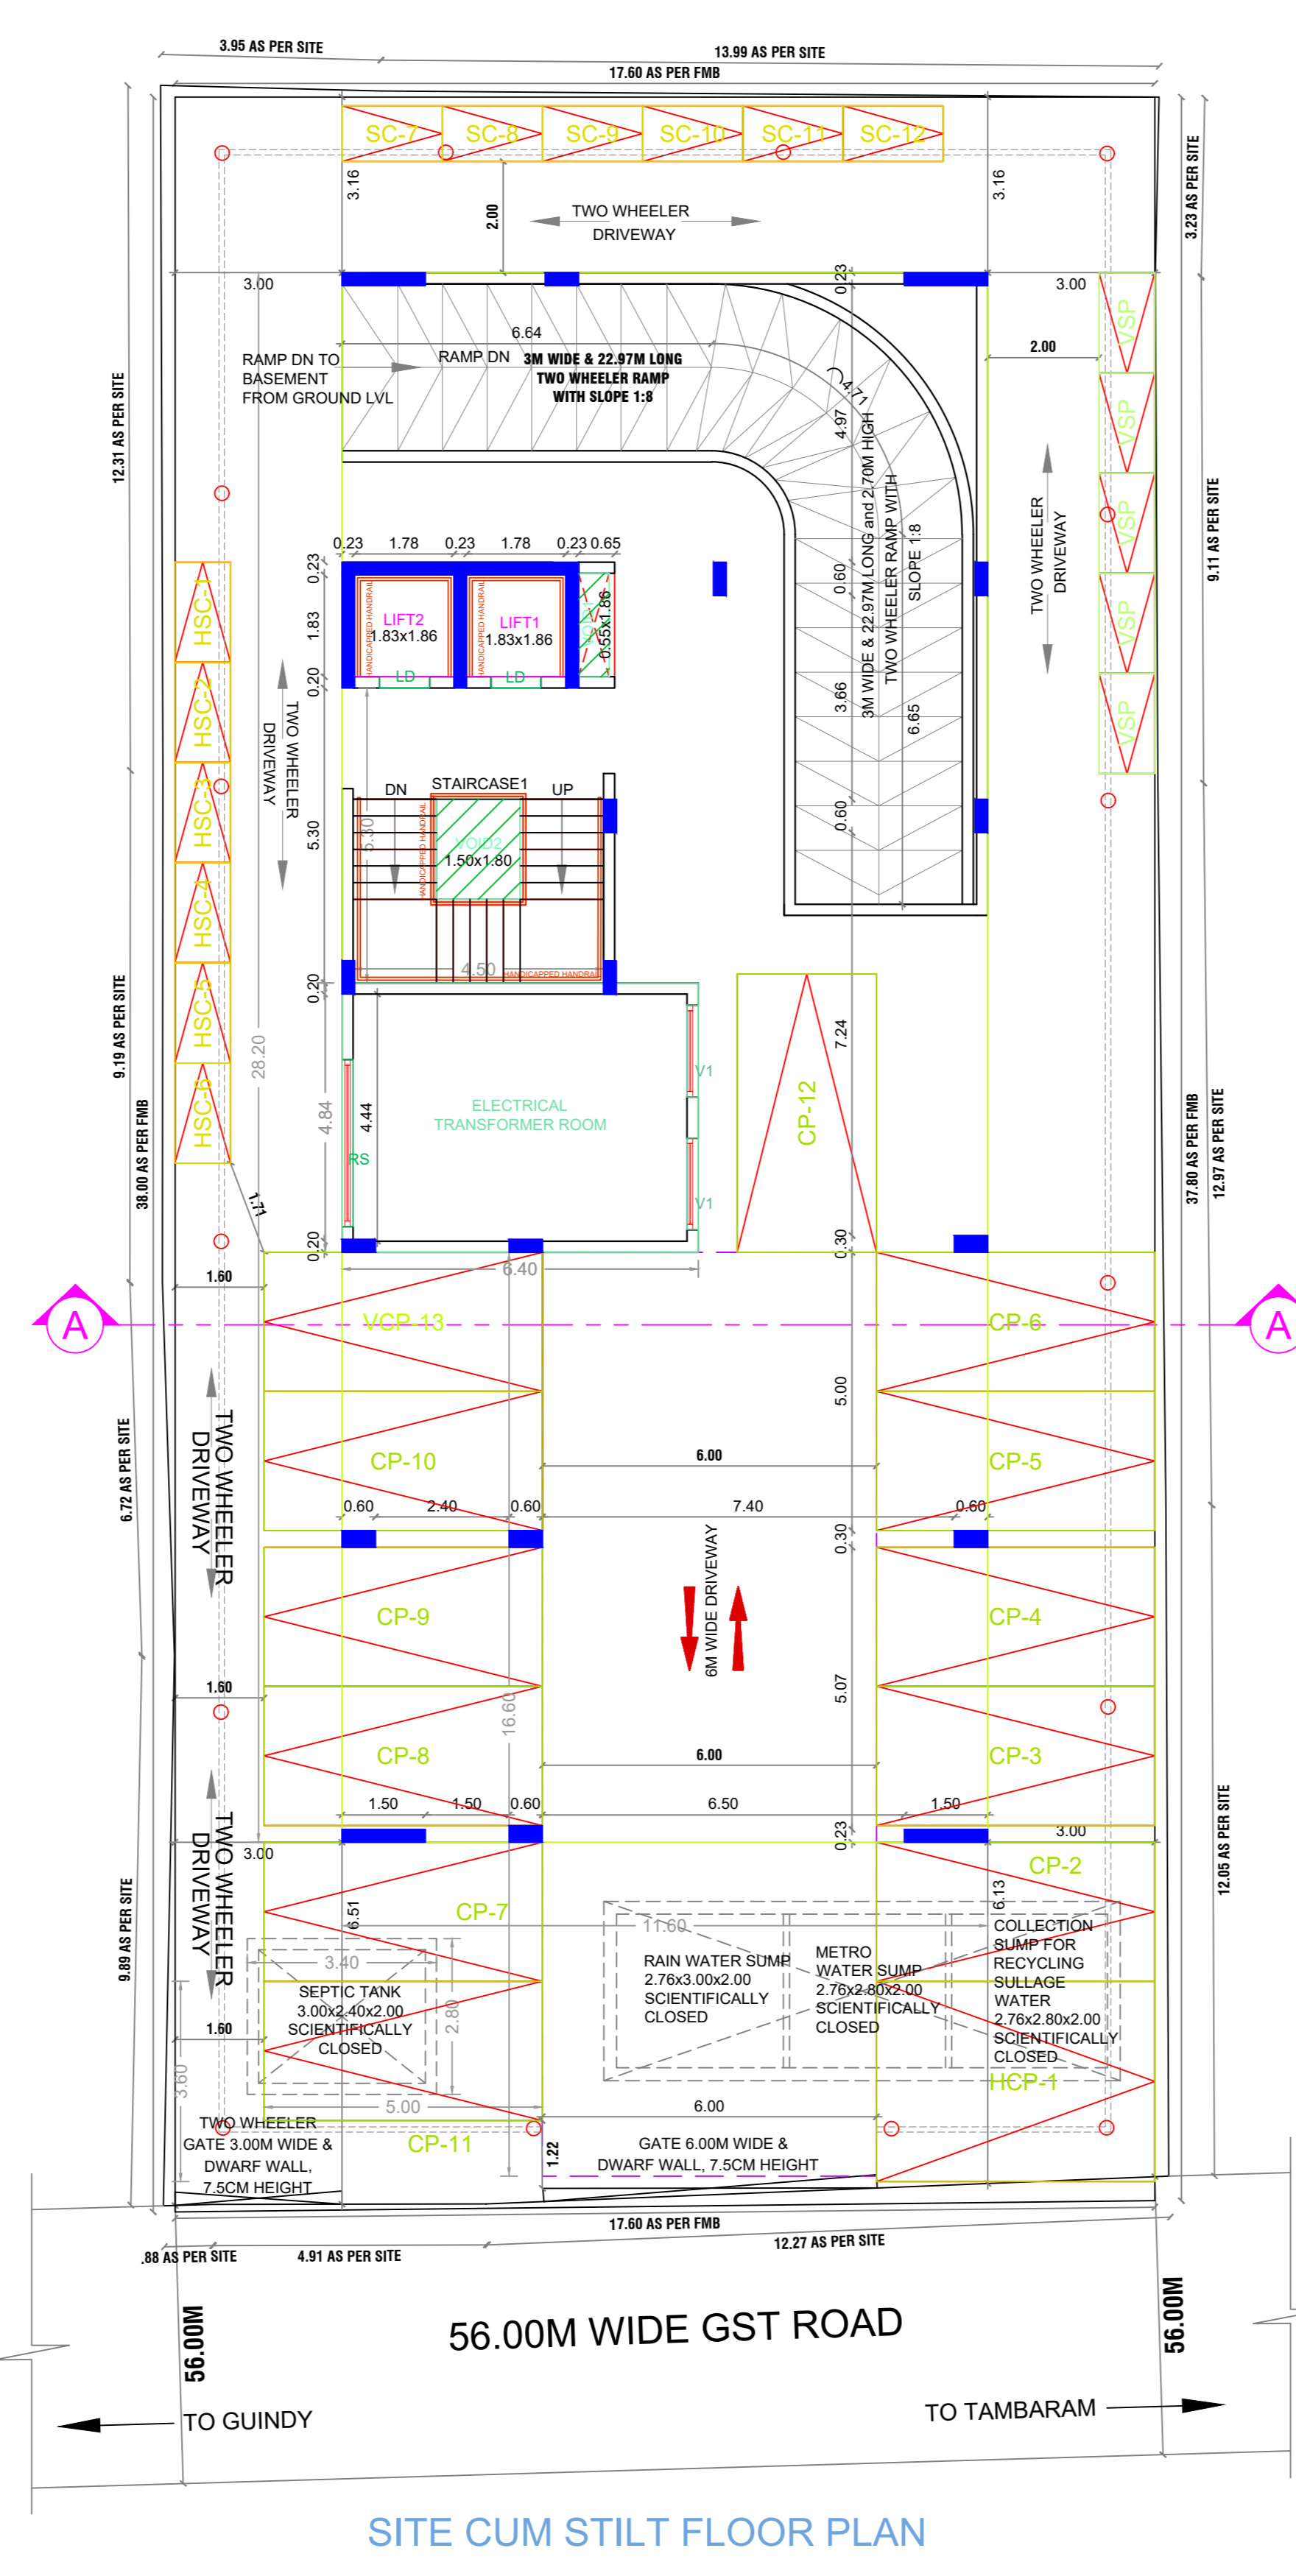 3.95 AS PER SITE
13.99 AS PER SITE
17.60 AS PER FMB
SC-7
SC-8
SC-9
SC-10
SC-11
SC-12
3.16
2.00
TWO WHEELER
DRIVEWAY
3.16
3.23 AS PER SITE
3.00
0.23
3.00
VSP
VSP
VSP
VSP
VSP
2.00
6.64
RAMP DN TO
BASEMENT
FROM GROUND LVL
RAMP DN
3M WIDE & 22.97M LONG
TWO WHEELER RAMP
WITH SLOPE 1:8
4.71
4.97
3M WIDE & 22.97M LONG and 2.70M HIGH
TWO WHEELER RAMP WITH
SLOPE 1:8
TWO WHEELER
DRIVEWAY
12.31 AS PER SITE
9.11 AS PER SITE
0.23
1.78
0.23
1.78
0.23
0.65
0.23
1.83
0.20
HANDICAPPED HANDRAIL
LIFT2
1.83x1.86
LD
HANDICAPPED HANDRAIL
LIFT1
1.83x1.86
LD
0.55x1.86
0.60
3.66
6.65
0.60
HSC-1
HSC-2
HSC-3
HSC-4
HSC-5
HSC-6
TWO WHEELER
DRIVEWAY
DN
STAIRCASE1
UP
HANDICAPPED HANDRAIL
HANDICAPPED HANDRAIL
VOID2
1.50x1.80
5.30
5.30
4.50
HANDICAPPED HANDRAIL
0.20
9.19 AS PER SITE
38.00 AS PER FMB
28.20
4.84
4.44
ELECTRICAL
TRANSFORMER ROOM
V1
V1
RS
7.24
CP-12
37.80 AS PER FMB
12.97 AS PER SITE
1.71
0.20
0.30
6.40
1.60
A
A
VCP-13
CP-6
5.00
CP-10
CP-5
6.00
6.72 AS PER SITE
TWO WHEELER
DRIVEWAY
0.60
2.40
0.60
7.40
0.60
0.30
6M WIDE DRIVEWAY
CP-9
CP-4
5.07
1.60
16.60
CP-8
CP-3
6.00
1.50
1.50
0.60
6.50
1.50
0.23
3.00
3.00
TWO WHEELER
DRIVEWAY
9.89 AS PER SITE
12.05 AS PER SITE
CP-2
CP-7
6.51
6.13
11.60
3.40
SEPTIC TANK
3.00x2.40x2.00
SCIENTIFICALLY
CLOSED
2.80
RAIN WATER SUMP
2.76x3.00x2.00
SCIENTIFICALLY
CLOSED
METRO
WATER SUMP
2.76x2.80x2.00
SCIENTIFICALLY
CLOSED
COLLECTION
SUMP FOR
RECYCLING
SULLAGE
WATER
2.76x2.80x2.00
SCIENTIFICALLY
CLOSED
HCP-1
1.60
3.60
5.00
6.00
TWO WHEELER
GATE 3.00M WIDE &
DWARF WALL,
7.5CM HEIGHT
CP-11
1.22
GATE 6.00M WIDE &
DWARF WALL, 7.5CM HEIGHT
17.60 AS PER FMB
.88 AS PER SITE
4.91 AS PER SITE
12.27 AS PER SITE
56.00M
56.00M WIDE GST ROAD
56.00M
TO GUINDY
TO TAMBARAM
SITE CUM STILT FLOOR PLAN